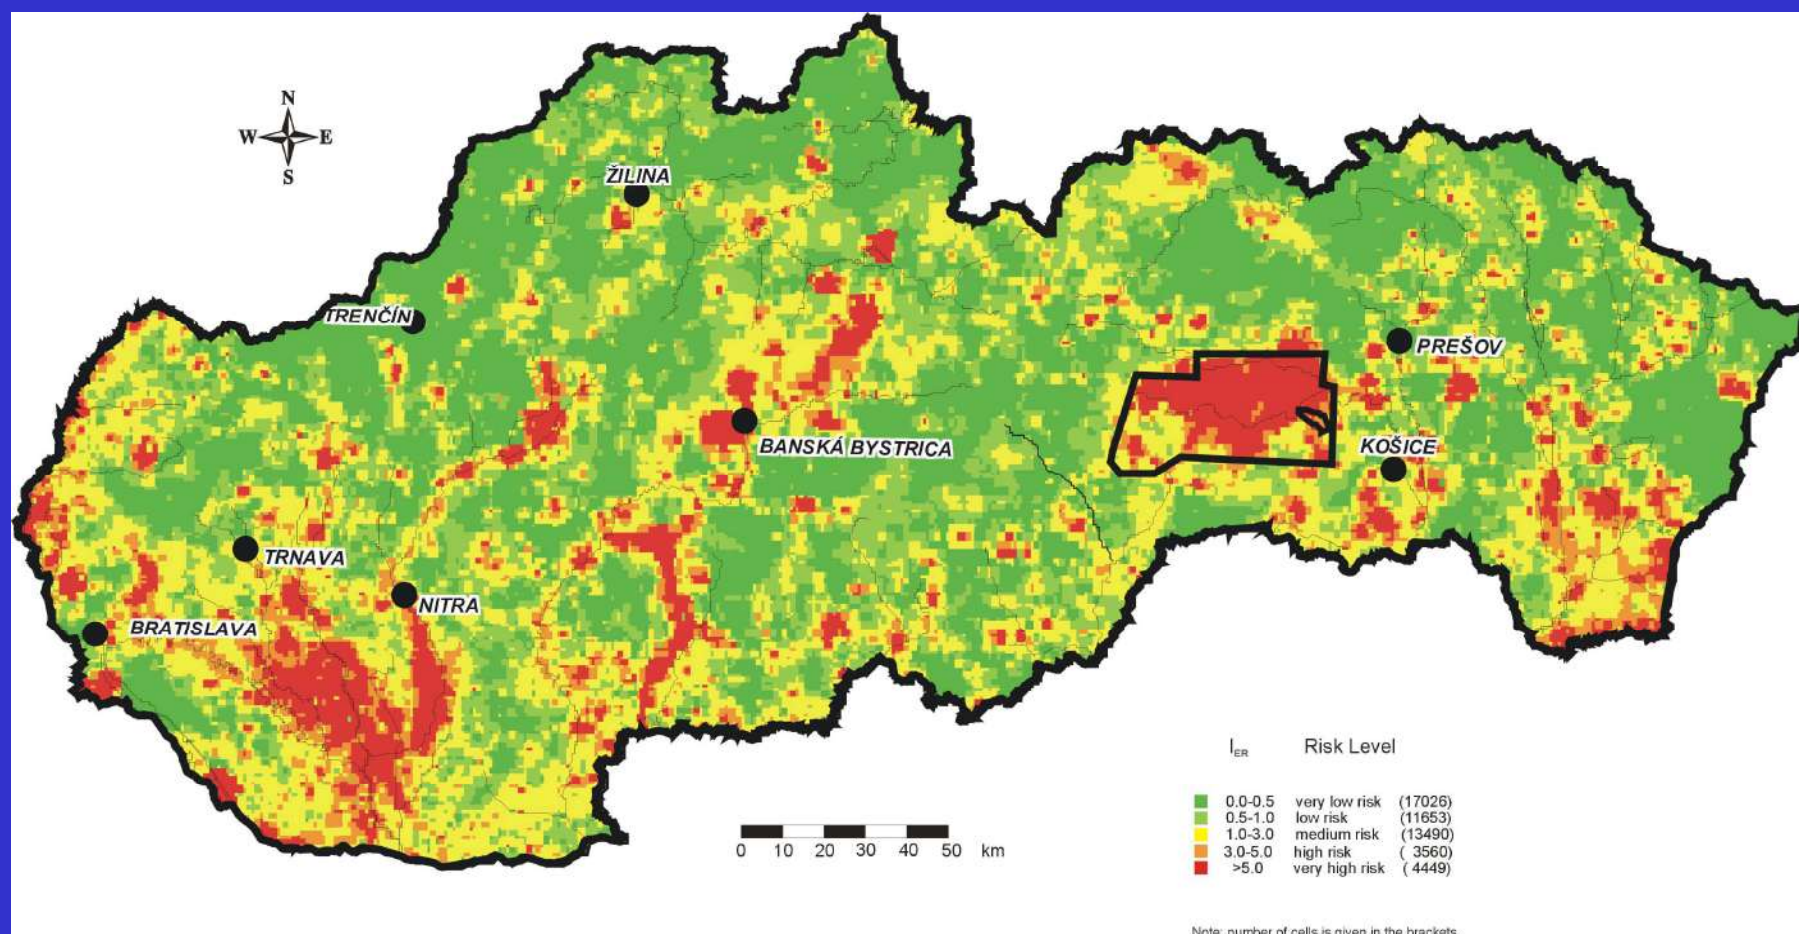 N
W E
S
ŽILINA
TRENČÍN
PREŠOV
BANSKÁ BYSTRICA
KOŠICE
TRNAVA
NITRA
BRATISLAVA
I_ER Risk Level
0.0-0.5 very low risk (17026)
0.5-1.0 low risk (11653)
1.0-3.0 medium risk (13490)
3.0-5.0 high risk ( 3560)
>5.0 very high risk ( 4449)
0 10 20 30 40 50 km
Note: number of cells is given in the brackets